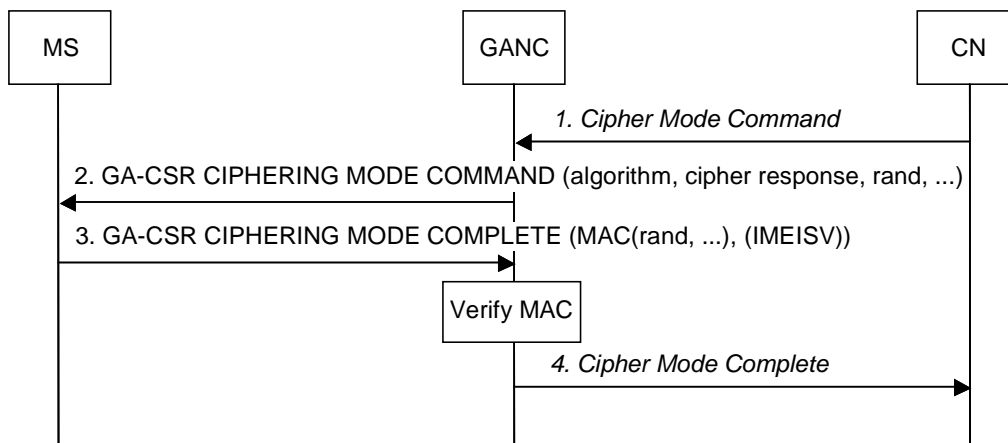 MS
GANC
CN
1. Cipher Mode Command
2. GA-CSR CIPHERING MODE COMMAND (algorithm, cipher response, rand, ...)
3. GA-CSR CIPHERING MODE COMPLETE (MAC(rand, ...), (IMEISV))
Verify MAC
4. Cipher Mode Complete